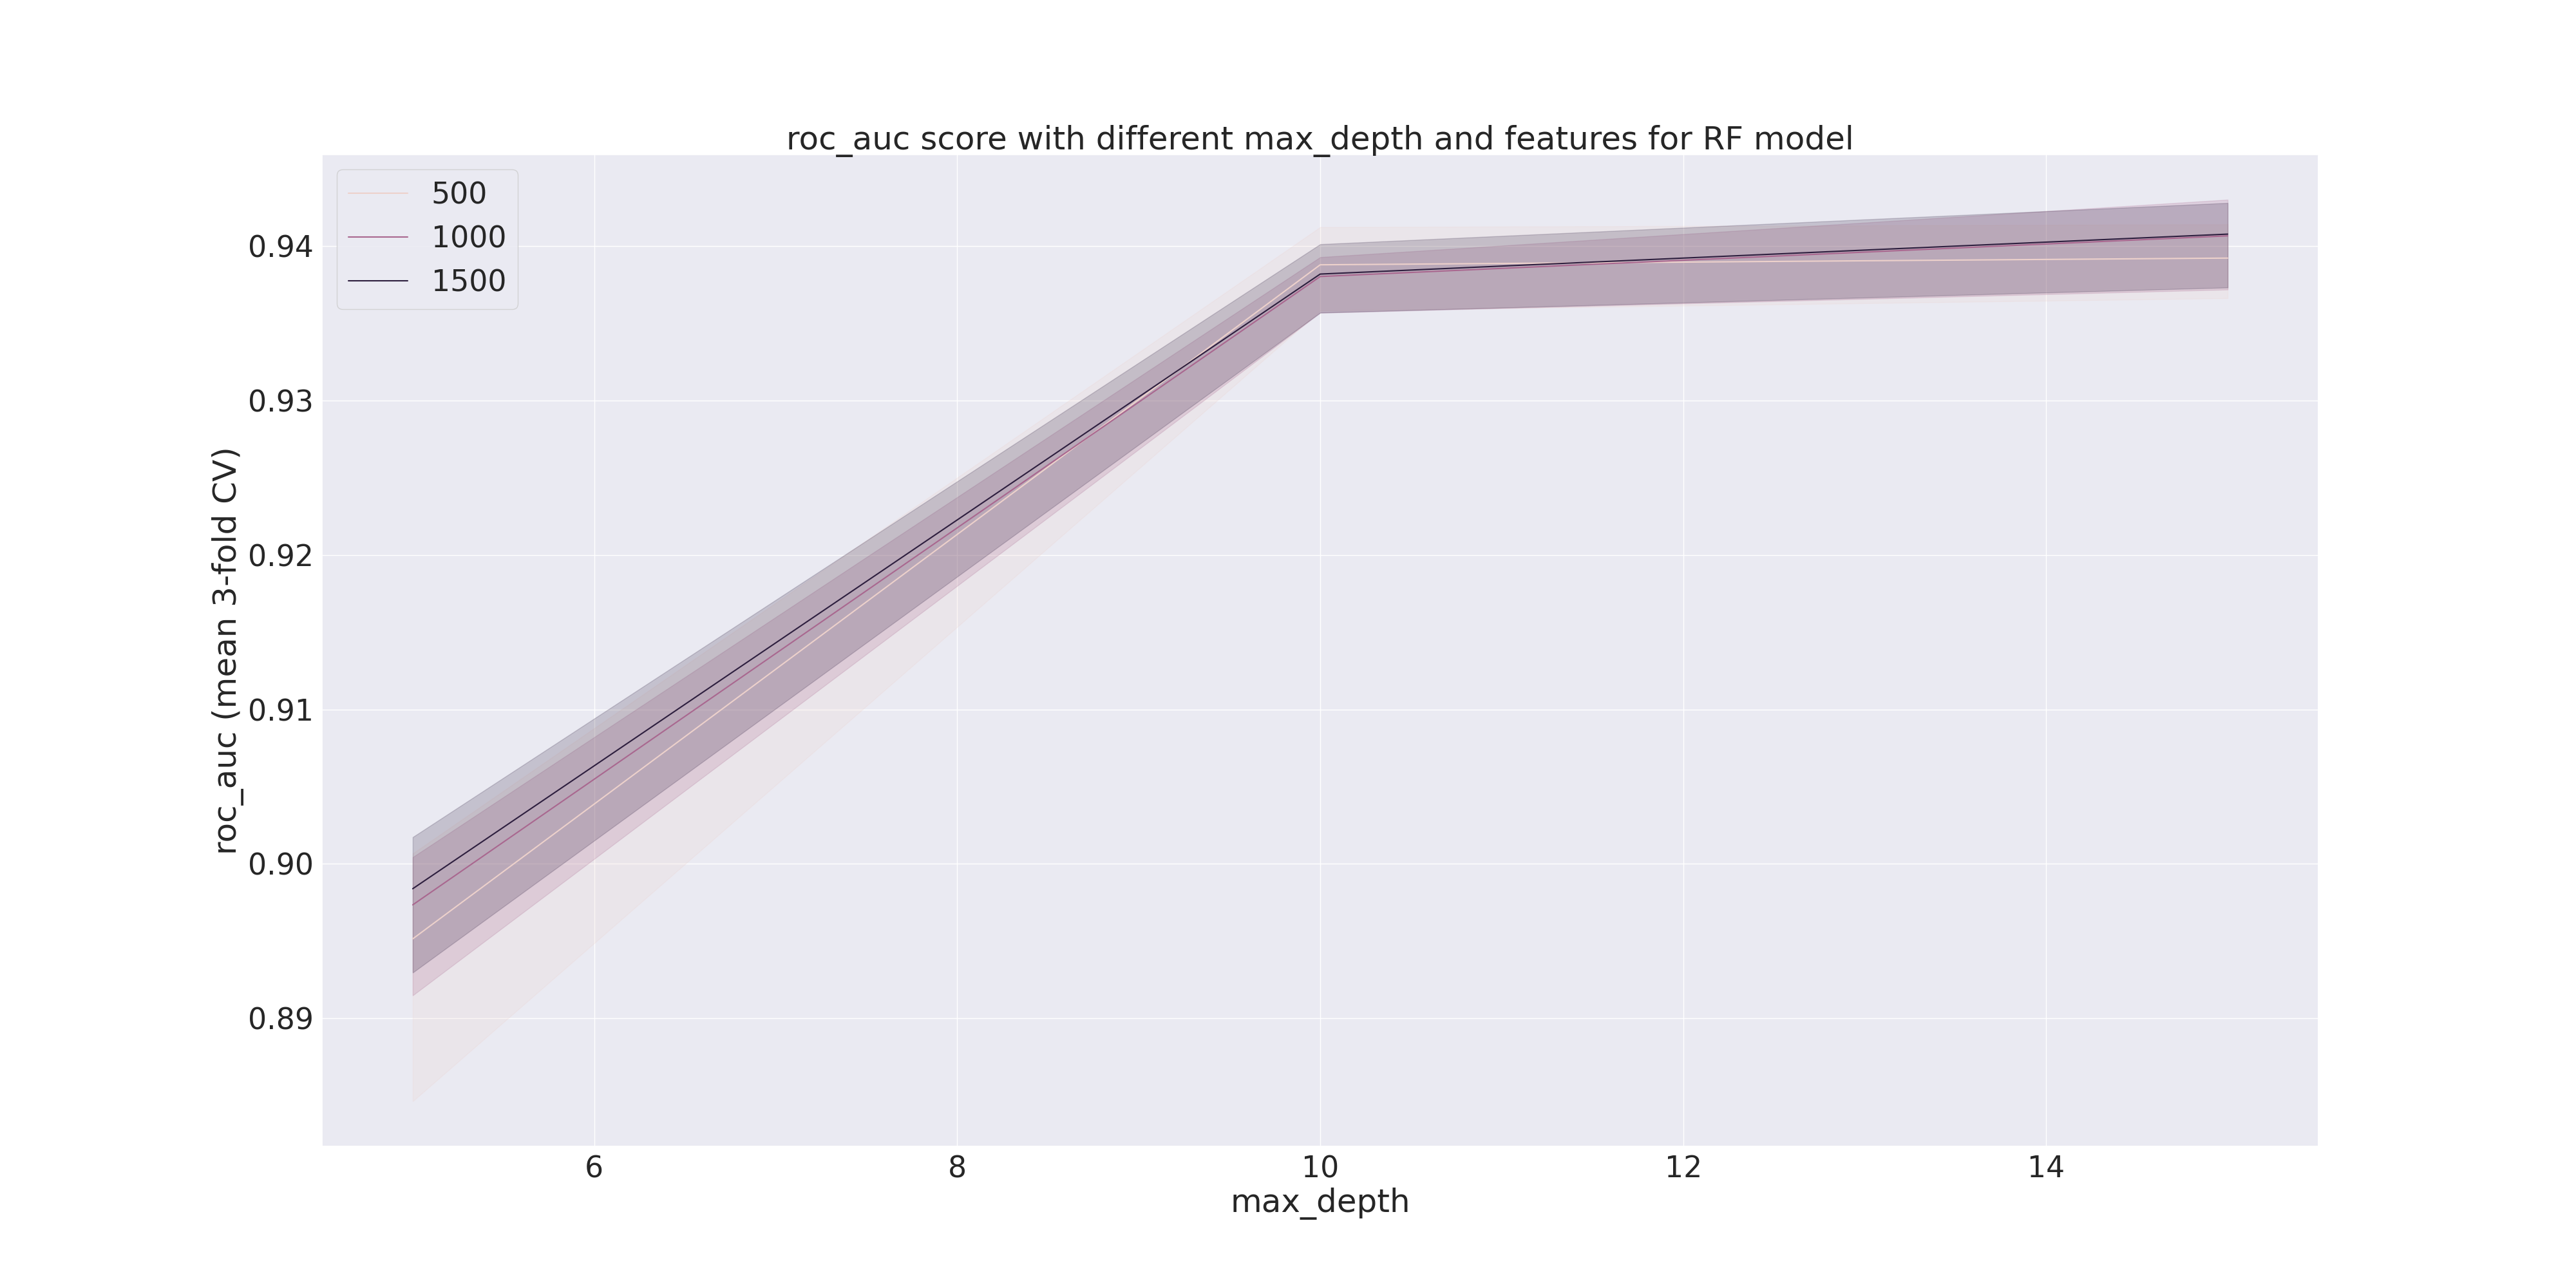 roc_auc score with different max_depth and features for RF model
500
1000
1500
0.94
0.93
0.92
0.91
0.90
0.89
roc_auc (mean 3-fold CV)
6 8 10 12 14
max_depth